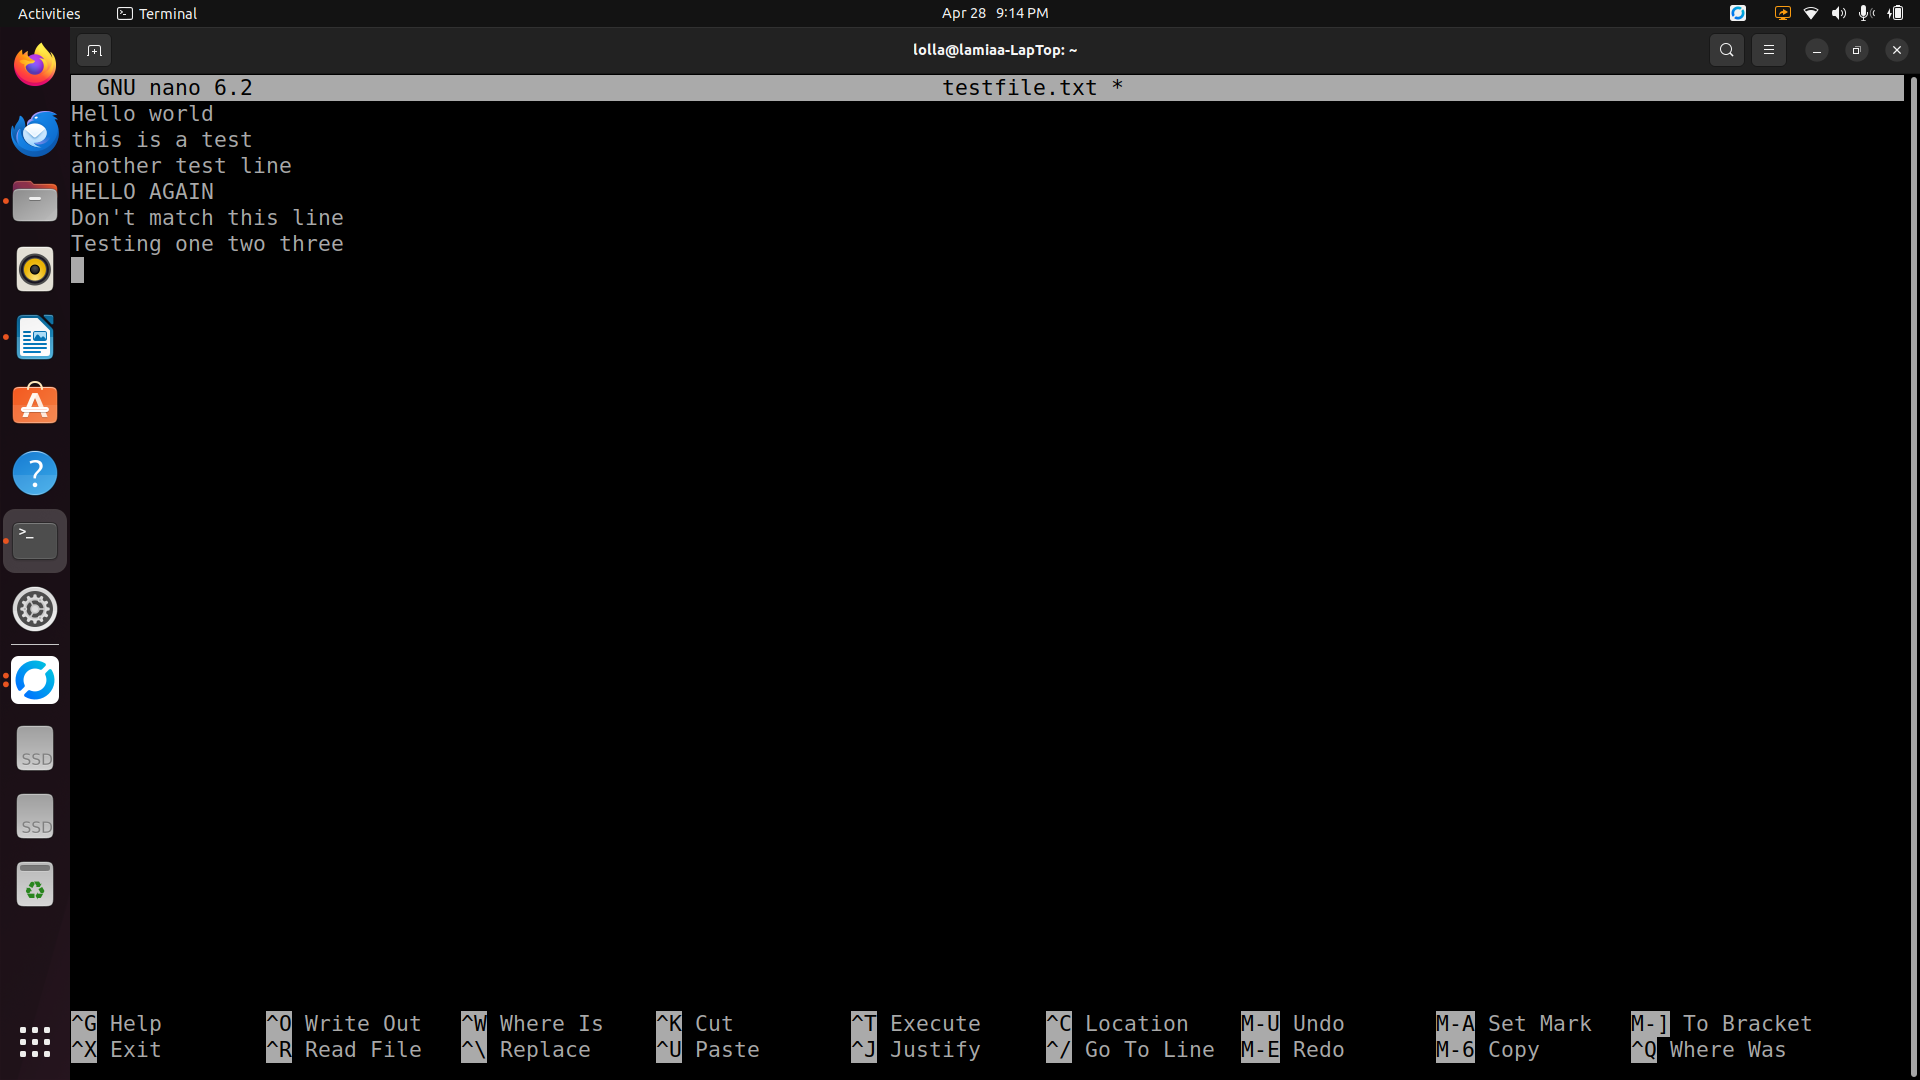 Activities Terminal Apr 28 9:14 PM
lolla@lamiaa-LapTop: ~
GNU nano 6.2 testfile.txt *
Hello world
this is a test
another test line
HELLO AGAIN
Don't match this line
Testing one two three
>_
SSD
SSD
^G Help ^O Write Out ^W Where Is ^K Cut ^T Execute ^C Location M-U Undo M-A Set Mark M-] To Bracket
^X Exit ^R Read File ^\ Replace ^U Paste ^J Justify ^/ Go To Line M-E Redo M-6 Copy ^Q Where Was